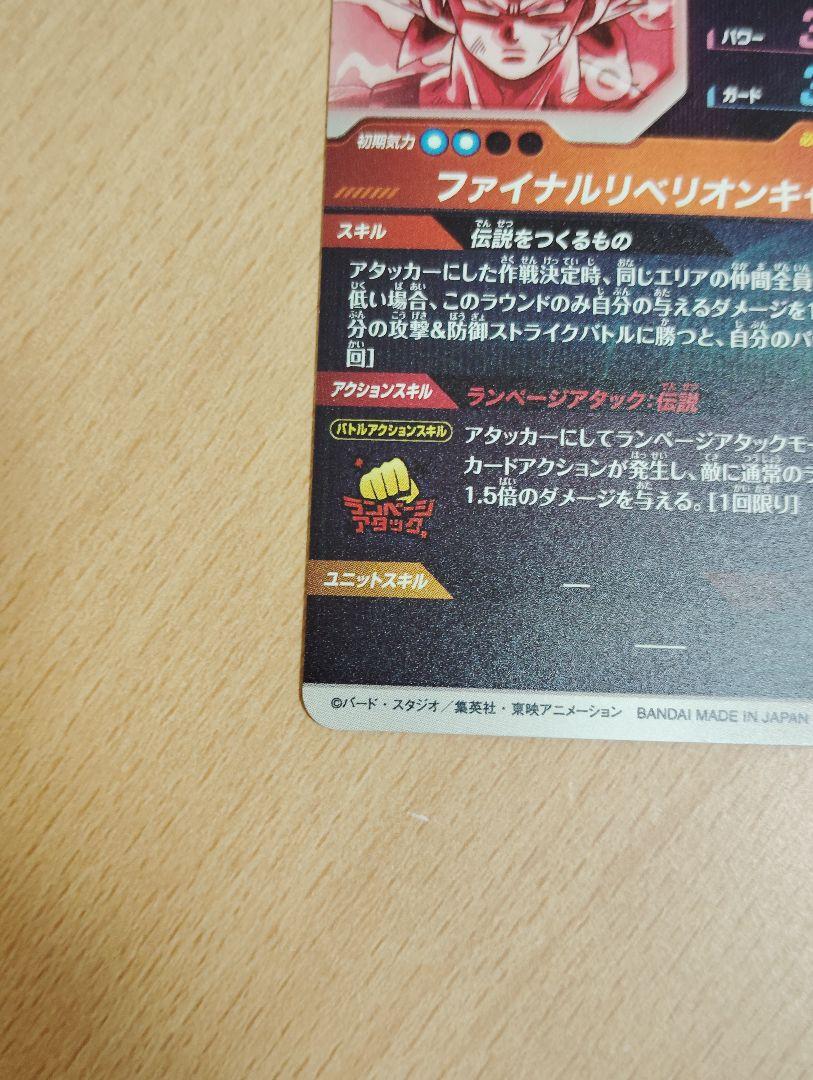 パワー 3
ガード 3
初期気力
ファイナルリベリオンキャ
スキル 伝説をつくるもの
アタッカーにした作戦決定時、同じエリアの仲間全員
低い場合、このラウンドのみ自分の与えるダメージを1
分の攻撃&防御ストライクバトルに勝つと、自分のパ
回]
アクションスキル ランページアタック:伝説
バトルアクションスキル
ランページ
アタック
アタッカーにしてランページアタックモー
カードアクションが発生し、敵に通常のラ
1.5倍のダメージを与える。[1回限り]
ユニットスキル —
—
©バード・スタジオ/集英社・東映アニメーション BANDAI MADE IN JAPAN